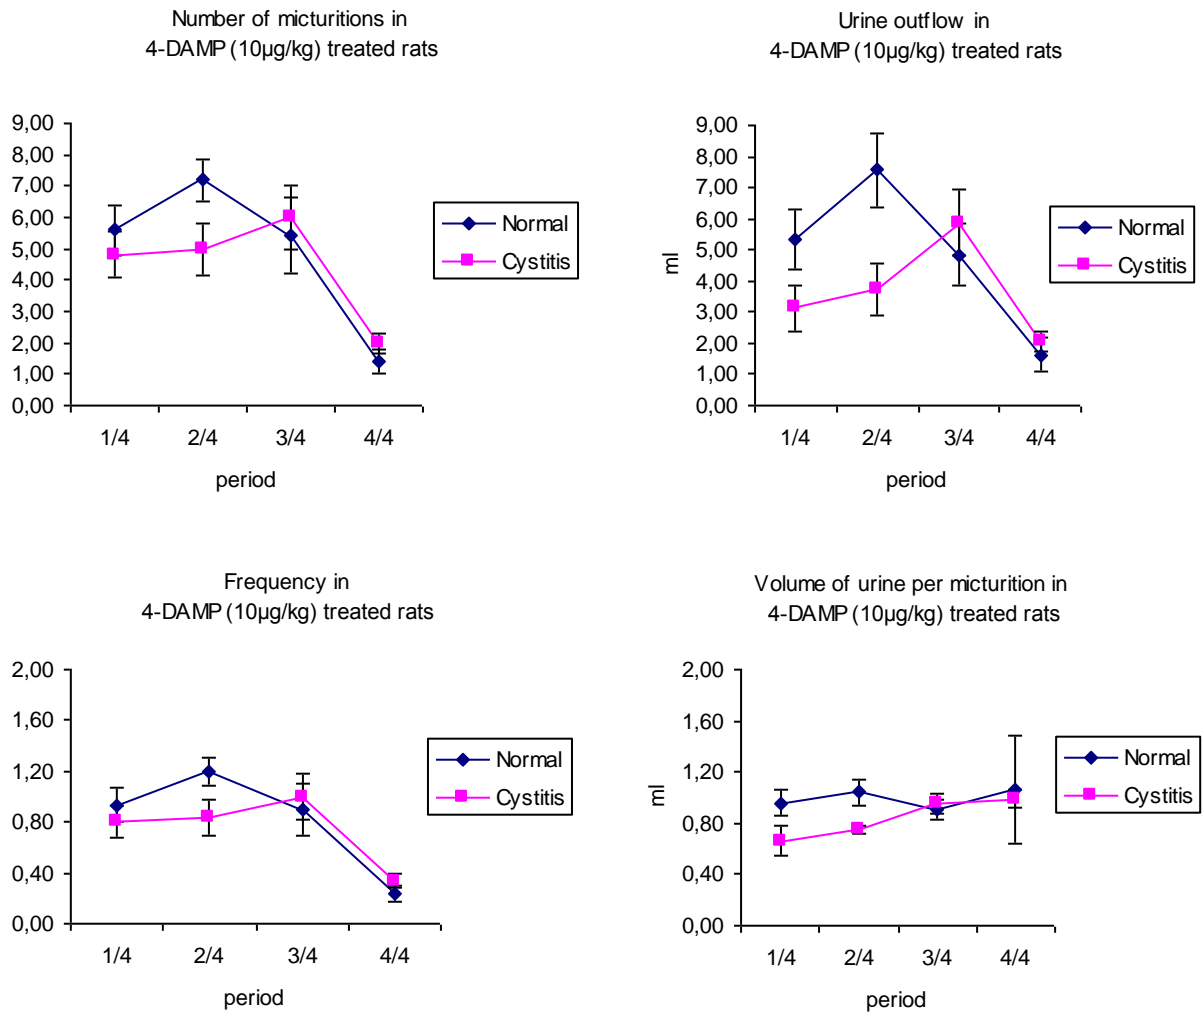 Number of micturitions in
4-DAMP (10µg/kg) treated rats
9,00
8,00
7,00
6,00
5,00
4,00
3,00
2,00
1,00
0,00
1/4 2/4 3/4 4/4
period
Normal
Cystitis
Urine outflow in
4-DAMP (10µg/kg) treated rats
ml
9,00
8,00
7,00
6,00
5,00
4,00
3,00
2,00
1,00
0,00
1/4 2/4 3/4 4/4
period
Normal
Cystitis
Frequency in
4-DAMP (10µg/kg) treated rats
2,00
1,60
1,20
0,80
0,40
0,00
1/4 2/4 3/4 4/4
period
Normal
Cystitis
Volume of urine per micturition in
4-DAMP (10µg/kg) treated rats
ml
2,00
1,60
1,20
0,80
0,40
0,00
1/4 2/4 3/4 4/4
period
Normal
Cystitis